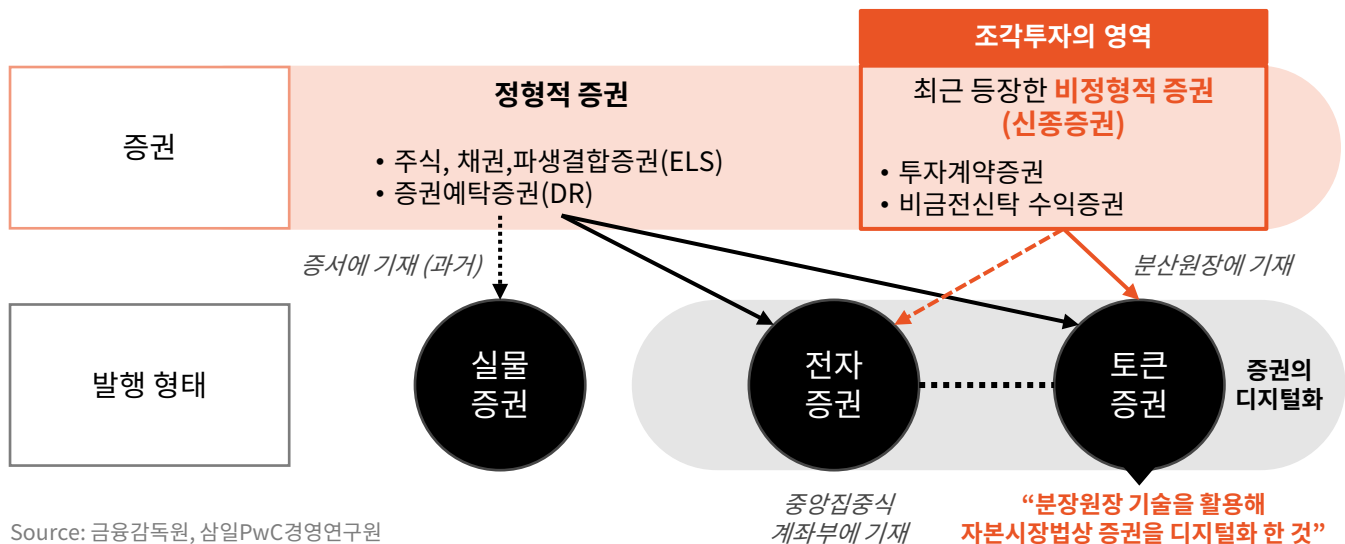 조각투자의 영역
증권
정형적 증권
• 주식, 채권,파생결합증권(ELS)
• 증권예탁증권(DR)
최근 등장한 비정형적 증권
(신종증권)
• 투자계약증권
• 비금전신탁 수익증권
증서에 기재 (과거)
분산원장에 기재
발행 형태
실물
증권
전자
증권
토큰
증권
증권의
디지털화
중앙집중식
계좌부에 기재
“분장원장 기술을 활용해
자본시장법상 증권을 디지털화 한 것”
Source: 금융감독원, 삼일PwC경영연구원